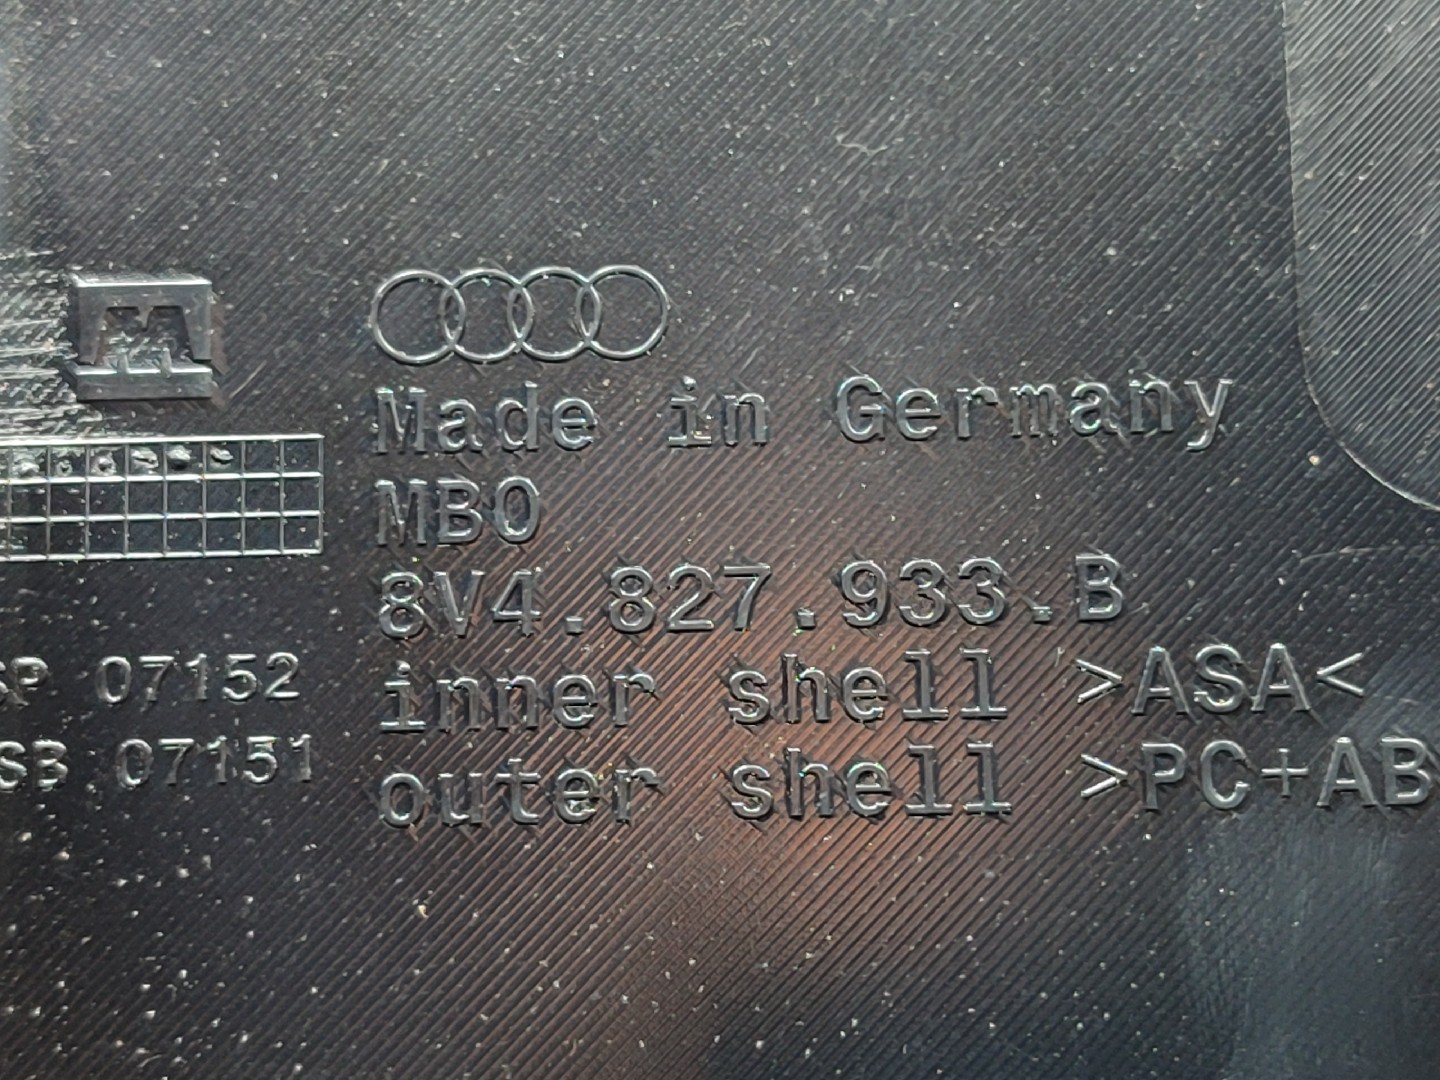 Made in Germany
MBO
8V4.827.933.B
SP 07152
inner shell >ASA<
SB 07151
outer shell >PC+AB